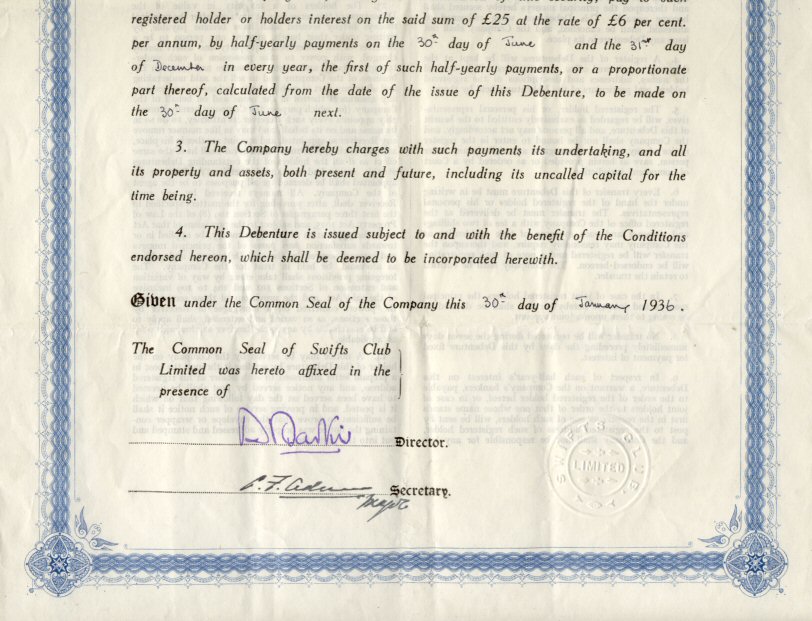 registered holder or holders interest on the said sum of £25 at the rate of £6 per cent.
per annum, by half-yearly payments on the 30th day of June and the 31st day
of December in every year, the first of such half-yearly payments, or a proportionate
part thereof, calculated from the date of the issue of this Debenture, to be made on
the 30th day of June next.
3. The Company hereby charges with such payments its undertaking, and all
its property and assets, both present and future, including its uncalled capital for the
time being.
4. This Debenture is issued subject to and with the benefit of the Conditions
endorsed hereon, which shall be deemed to be incorporated herewith.
Given under the Common Seal of the Company this 30th day of January 1936.
The Common Seal of Swifts Club
Limited was hereto affixed in the
presence of
Director.
Secretary.
SWIFTS CLUB
LIMITED